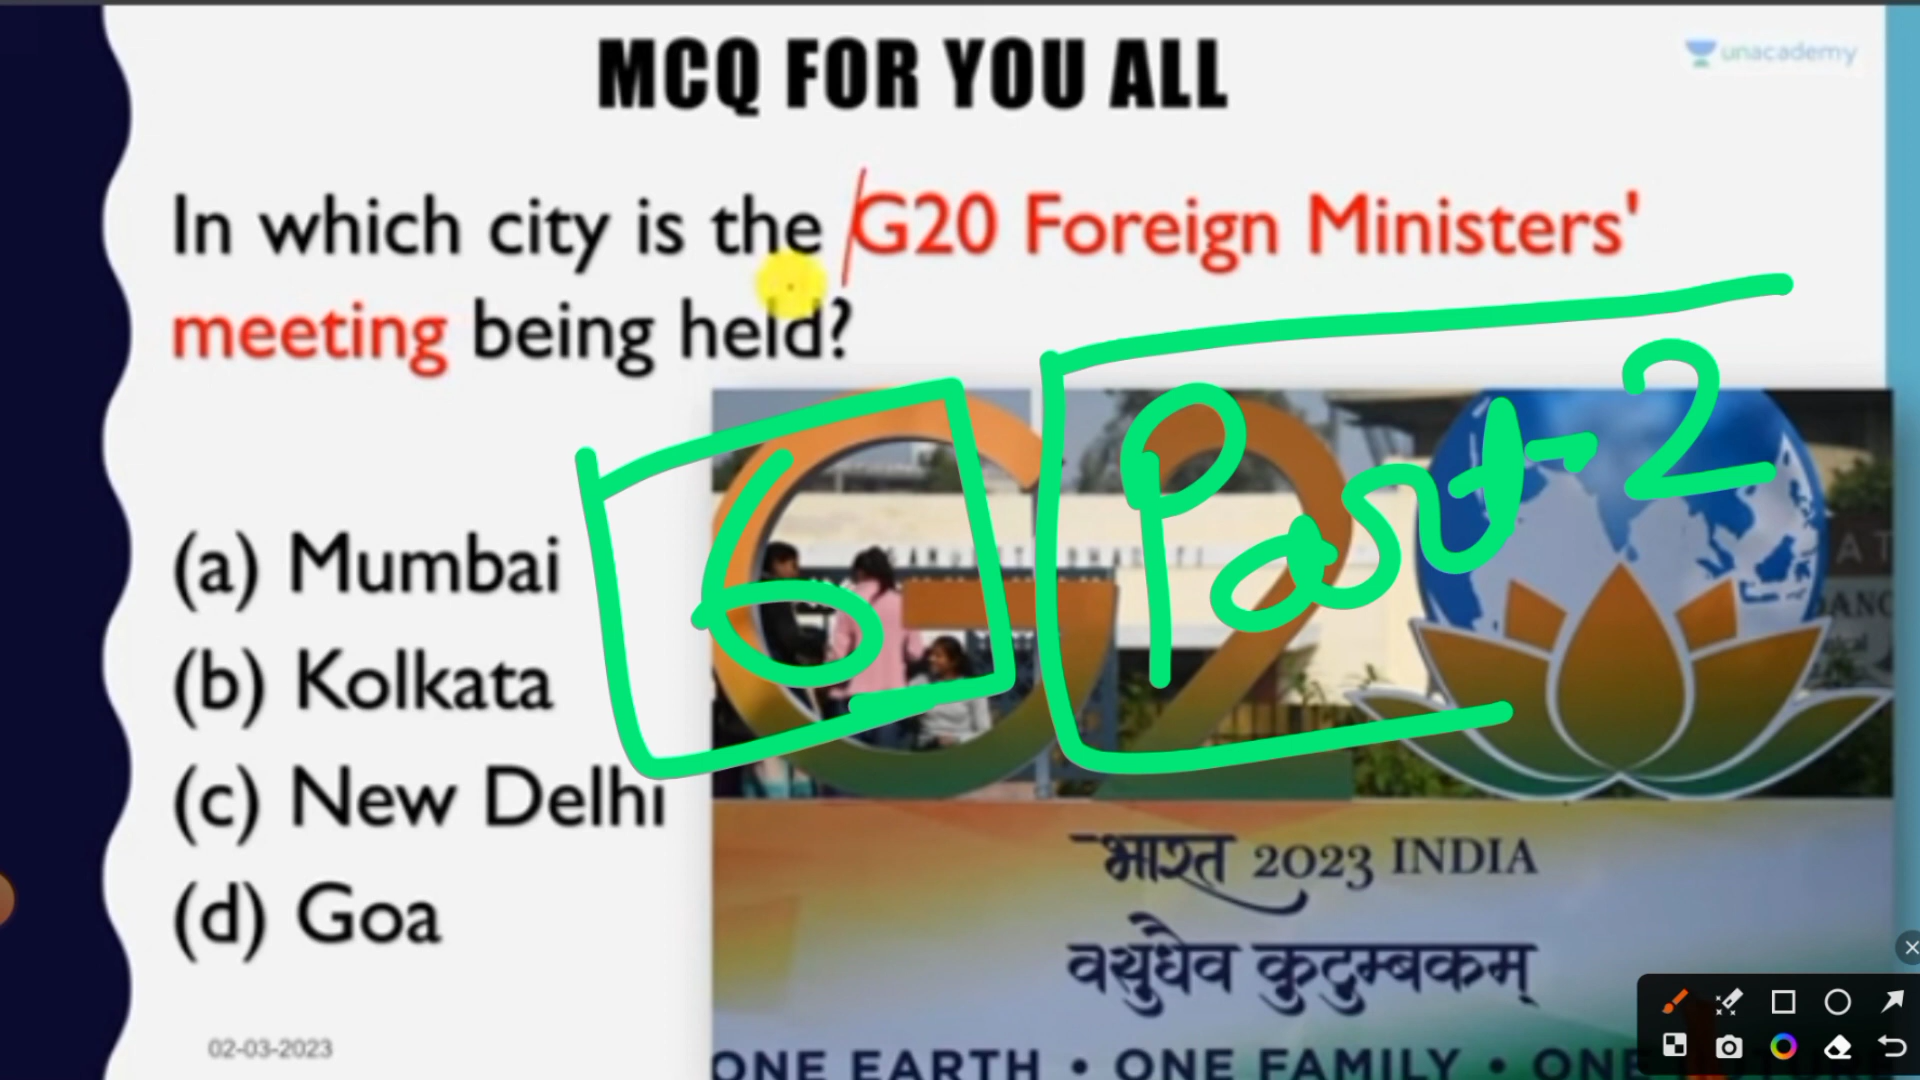 MCQ FOR YOU ALL
unacademy
In which city is the G20 Foreign Ministers'
meeting being held?
6
Part-2
(a) Mumbai
(b) Kolkata
(c) New Delhi
(d) Goa
G2
भारत 2023 INDIA
वसुधैव कुटुम्बकम्
ONE EARTH • ONE FAMILY • ONE
02-03-2023